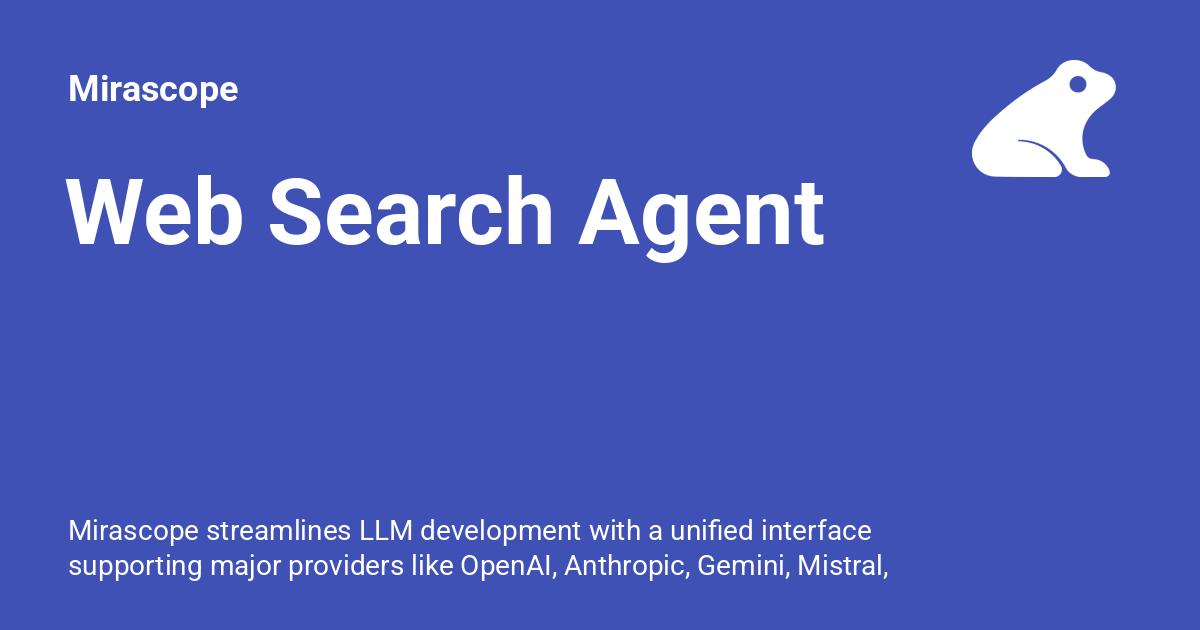 Mirascope
Web Search Agent
Mirascope streamlines LLM development with a unified interface
supporting major providers like OpenAI, Anthropic, Gemini, Mistral,